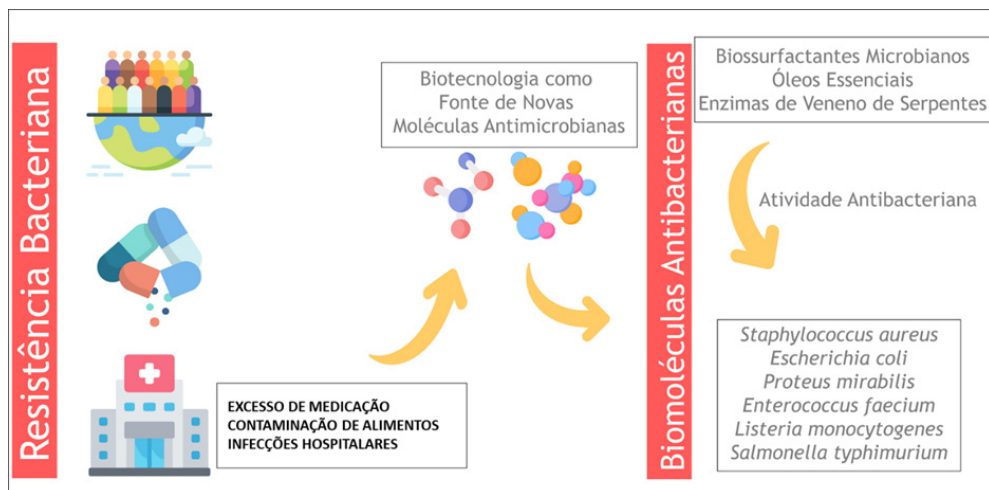 Resistência Bacteriana
EXCESSO DE MEDICAÇÃO
CONTAMINAÇÃO DE ALIMENTOS
INFECÇÕES HOSPITALARES
Biotecnologia como
Fonte de Novas
Moléculas Antimicrobianas
Biomoléculas Antibacterianas
Biossurfactantes Microbianos
Óleos Essenciais
Enzimas de Veneno de Serpentes
Atividade Antibacteriana
Staphylococcus aureus
Escherichia coli
Proteus mirabilis
Enterococcus faecium
Listeria monocytogenes
Salmonella typhimurium